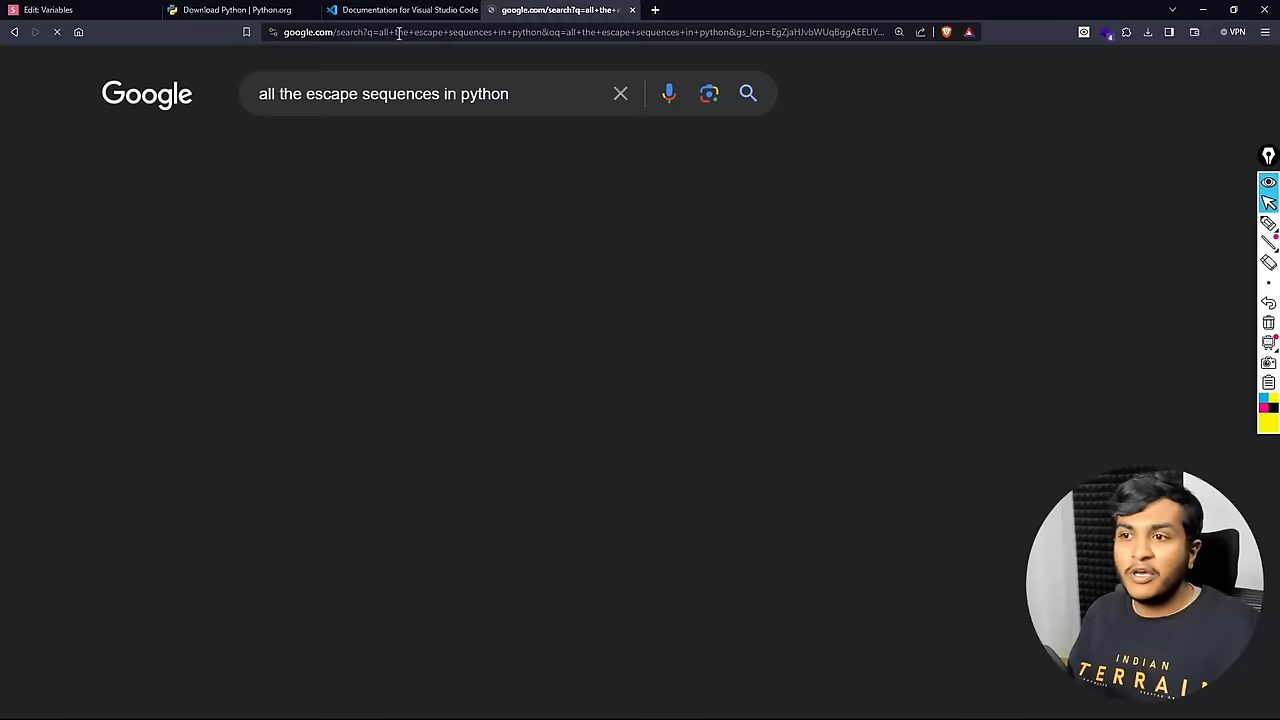 Edit: Variables
Download Python | Python.org
Documentation for Visual Studio Code
google.com/search?q=all+the+
google.com/search?q=all+the+escape+sequences+in+python&oq=all+the+escape+sequences+in+python&gs_lcrp=EgZjaHJvbWUqBggAEEUY...
VPN
Google
all the escape sequences in python
INDIAN
TERRAI